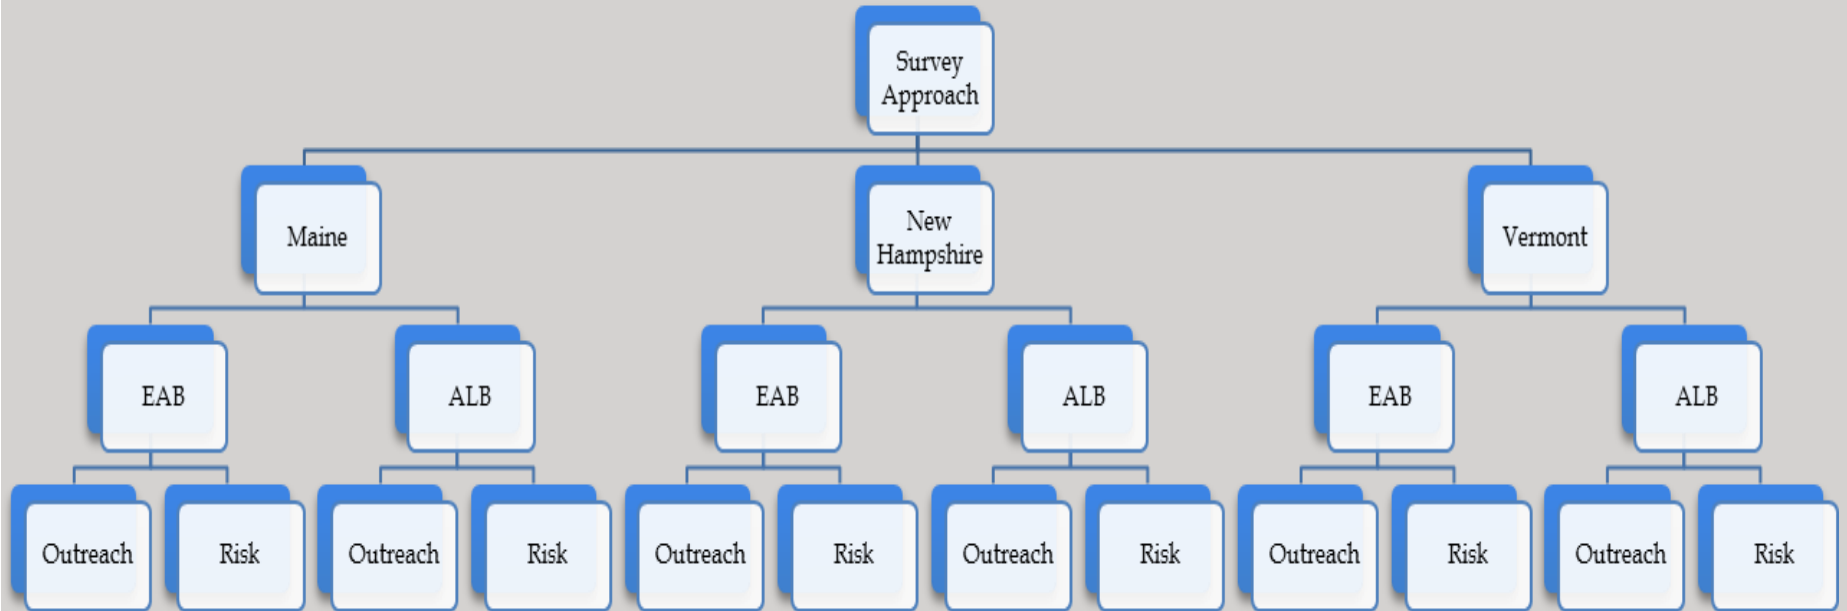 Survey
Approach
Maine
New
Hampshire
Vermont
EAB
ALB
EAB
ALB
EAB
ALB
Outreach
Risk
Outreach
Risk
Outreach
Risk
Outreach
Risk
Outreach
Risk
Outreach
Risk